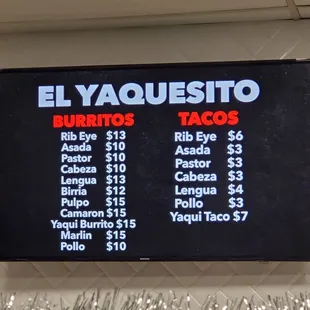 EL YAQUESITO
BURRITOS
Rib Eye $13
Asada $10
Pastor $10
Cabeza $10
Lengua $13
Birria $12
Pulpo $15
Camaron $15
Yaqui Burrito $15
Marlin $15
Pollo $10
TACOS
Rib Eye $6
Asada $3
Pastor $3
Cabeza $3
Lengua $4
Pollo $3
Yaqui Taco $7